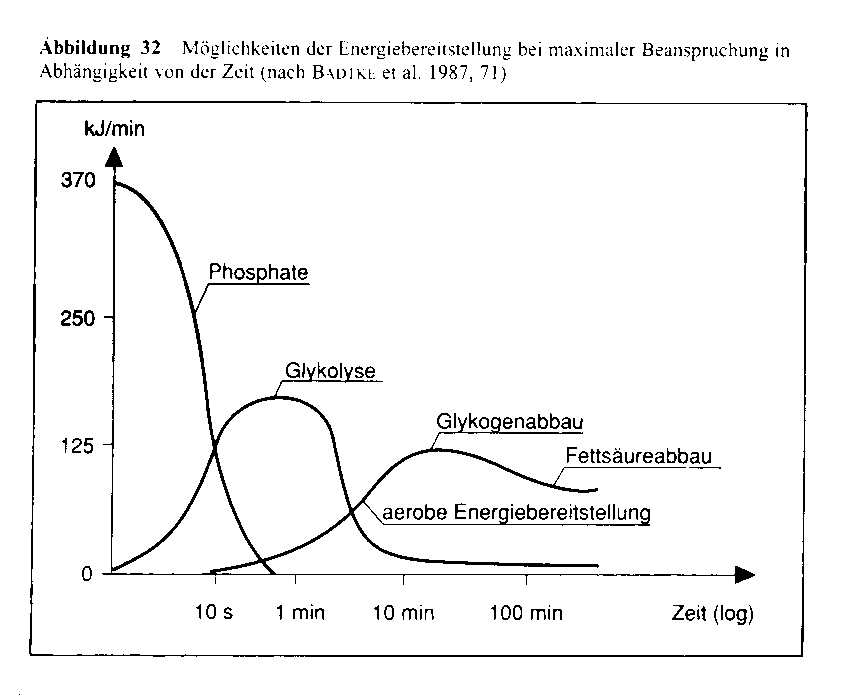 Abbildung 32 Möglichkeiten der Energiebereitstellung bei maximaler Beanspruchung in
Abhängigkeit von der Zeit (nach BADTKE et al. 1987, 71)
kJ/min
370
Phosphate
250
Glykolyse
Glykogenabbau
125
Fettsäureabbau
aerobe Energiebereitstellung
0
10 s 1 min 10 min 100 min Zeit (log)